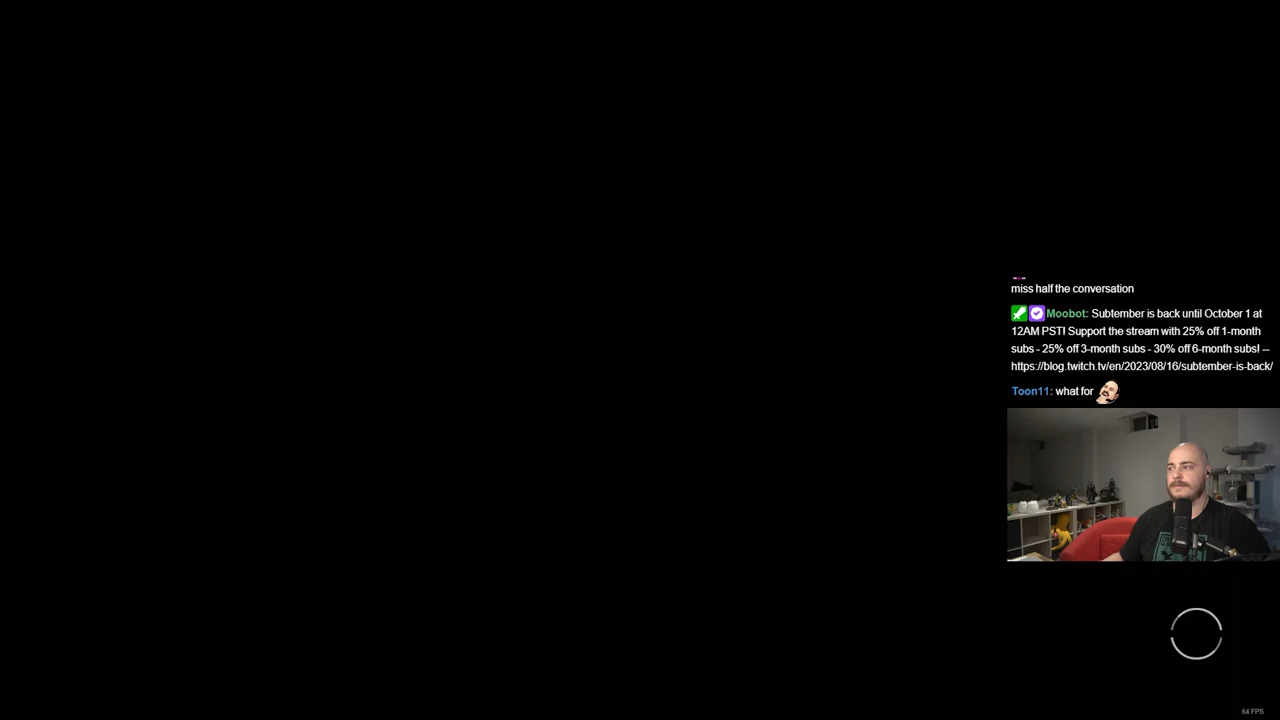 miss half the conversation
Moobot: Subtember is back until October 1 at
12AM PST! Support the stream with 25% off 1-month
subs - 25% off 3-month subs - 30% off 6-month subs! --
https://blog.twitch.tv/en/2023/08/16/subtember-is-back/
Toon11: what for
64 FPS